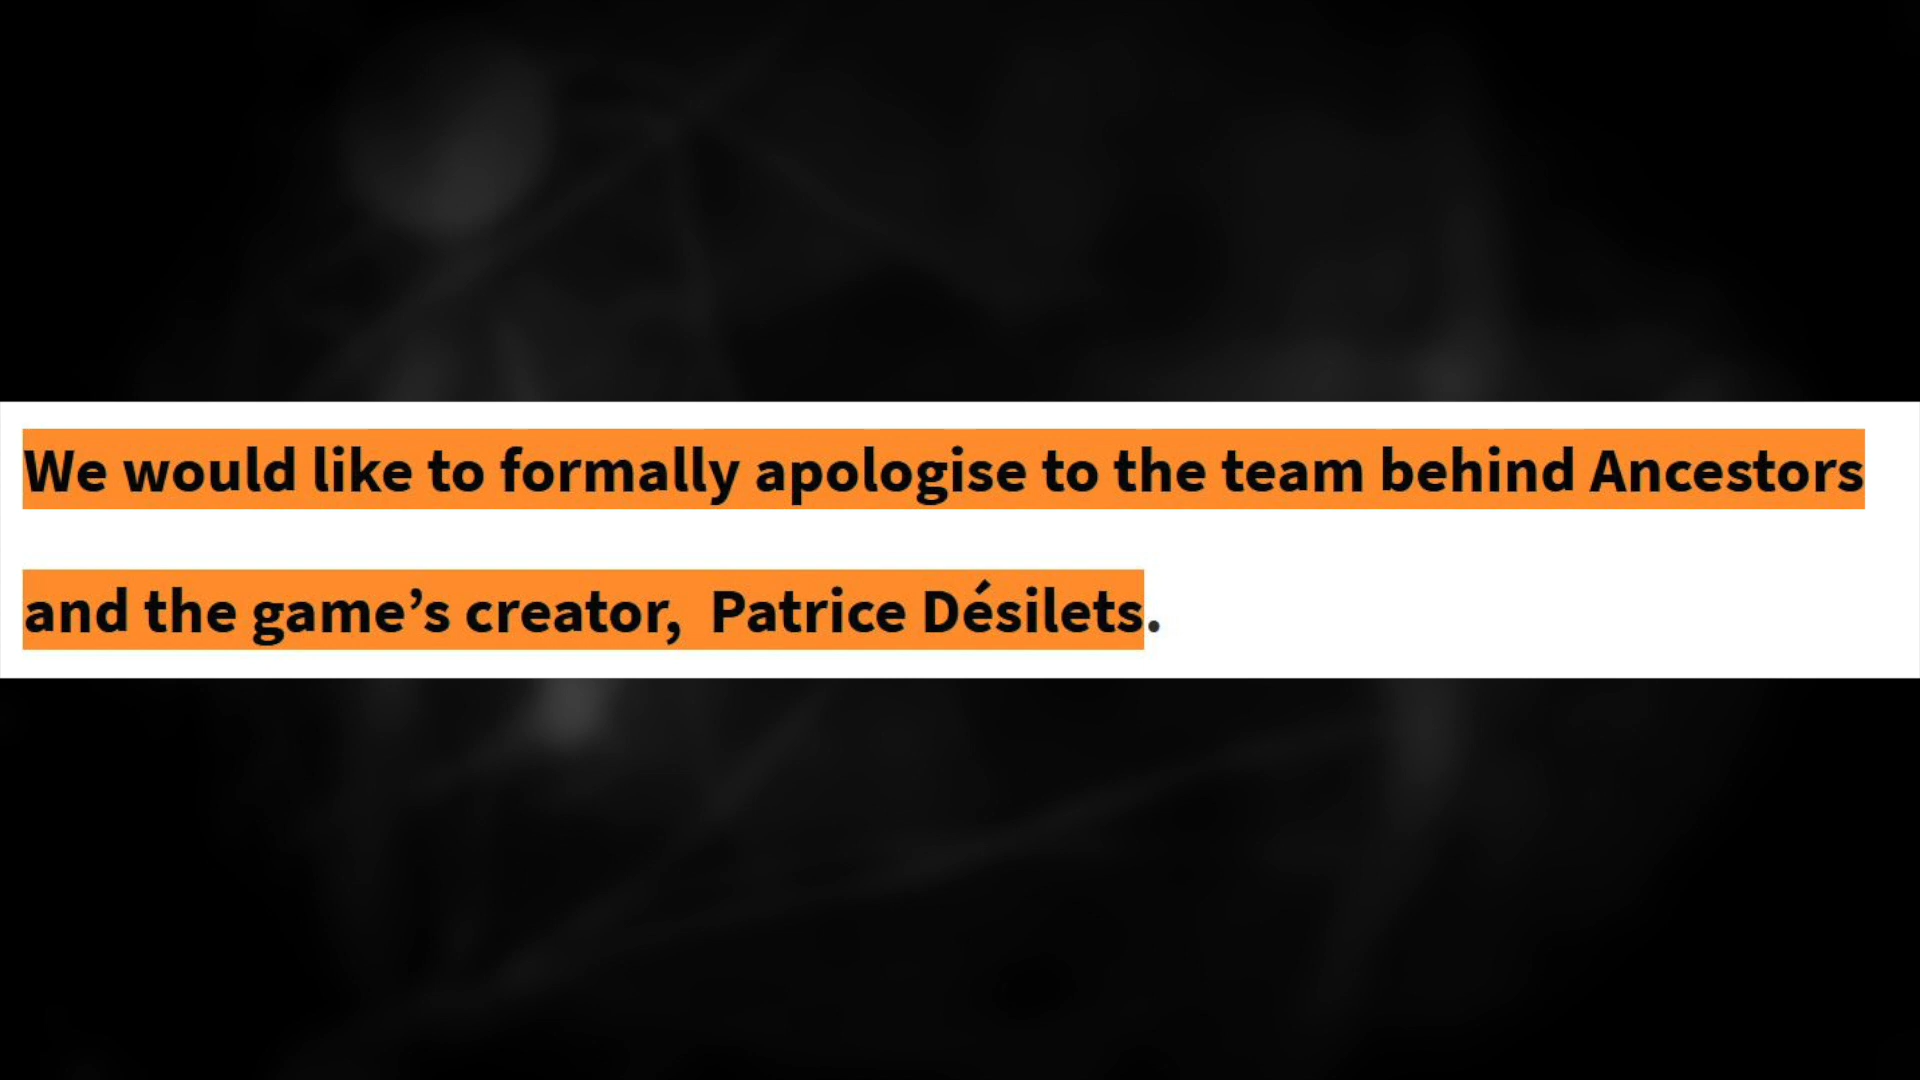 We would like to formally apologise to the team behind Ancestors
and the game’s creator,  Patrice Désilets.